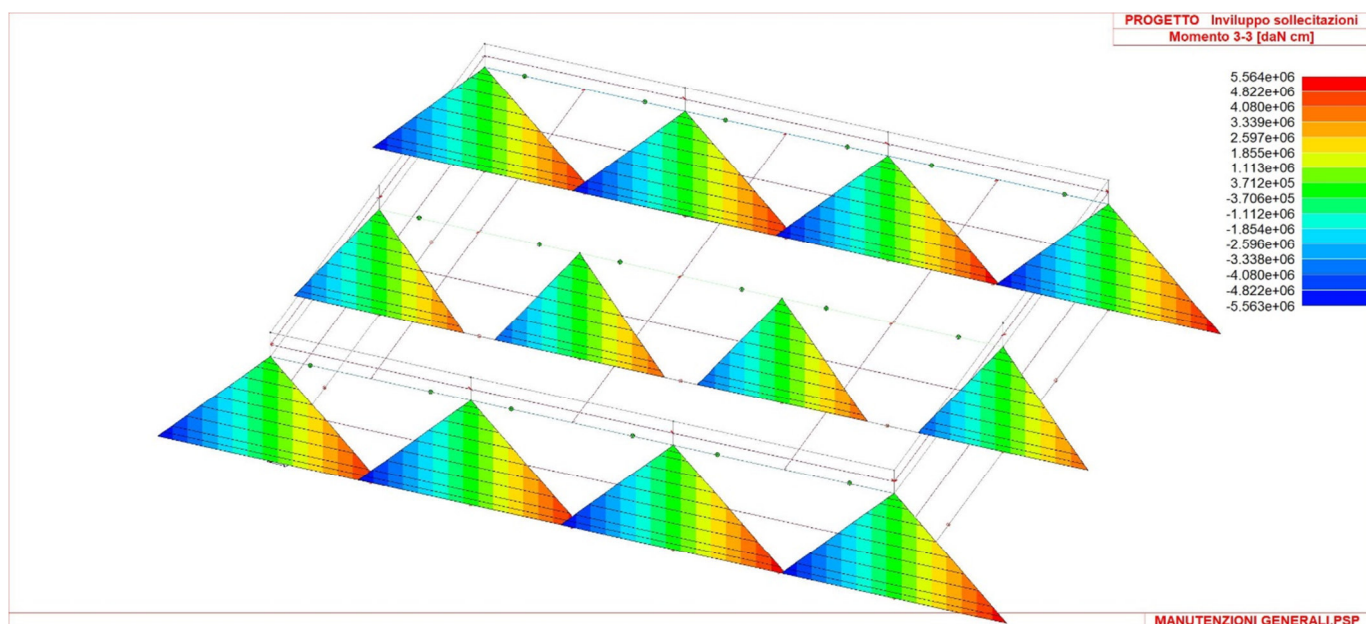 PROGETTO Inviluppo sollecitazioni
Momento 3-3 [daN cm]
5.564e+06
4.822e+06
4.080e+06
3.339e+06
2.597e+06
1.855e+06
1.113e+06
3.712e+05
-3.706e+05
-1.112e+06
-1.854e+06
-2.596e+06
-3.338e+06
-4.080e+06
-4.822e+06
-5.563e+06
MANUTENZIONI GENERALI.PSP